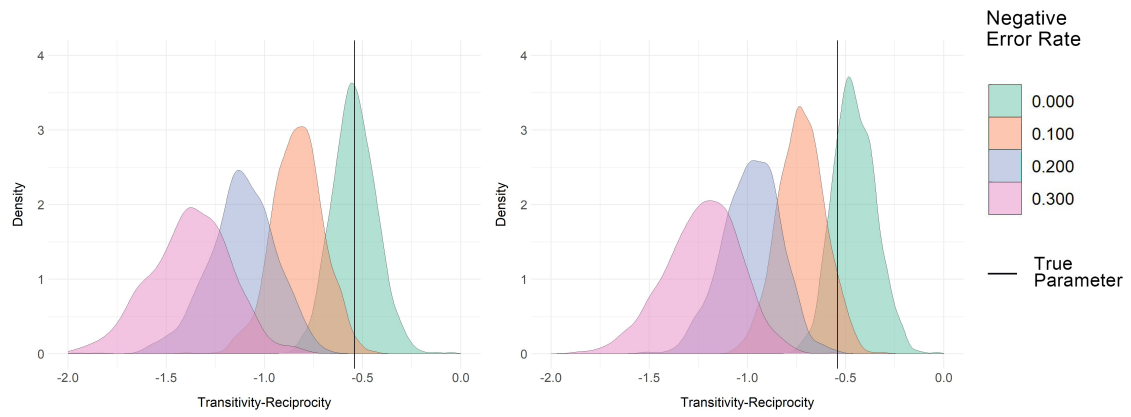 Negative
Error Rate
0.000
0.100
0.200
0.300
True
Parameter
4
3
2
1
0
Density
-2.0 -1.5 -1.0 -0.5 0.0
Transitivity-Reciprocity
4
3
2
1
0
Density
-2.0 -1.5 -1.0 -0.5 0.0
Transitivity-Reciprocity